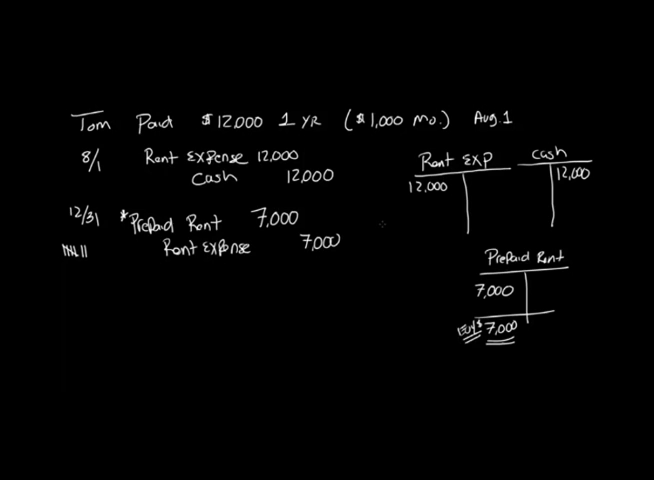 Tom Paid $12,000 1 YR ($1,000 Mo.) Aug. 1
8/1 Rent Expense 12,000
Cash 12,000
12/31 *Prepaid Rent 7,000
Rent Expense 7,000
Rent Exp
12,000
Cash
12,000
Prepaid Rent
7,000
7,000